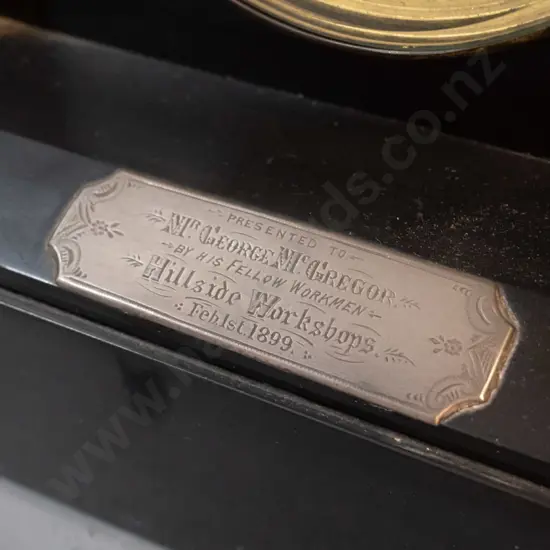 PRESENTED TO
Mr GEORGE McGREGOR.
BY HIS FELLOW WORKMEN
Hillside Workshops.
Feb 1st. 1899.